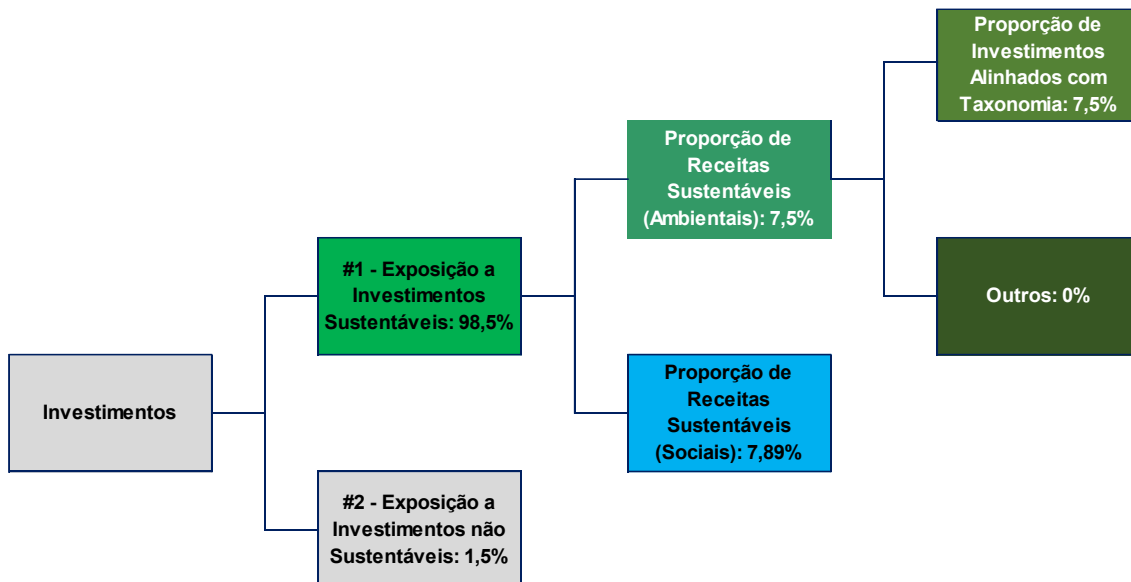 Investimentos
#1 - Exposição a
Investimentos
Sustentáveis: 98,5%
#2 - Exposição a
Investimentos não
Sustentáveis: 1,5%
Proporção de
Receitas
Sustentáveis
(Ambientais): 7,5%
Proporção de
Receitas
Sustentáveis
(Sociais): 7,89%
Proporção de
Investimentos
Alinhados com
Taxonomia: 7,5%
Outros: 0%